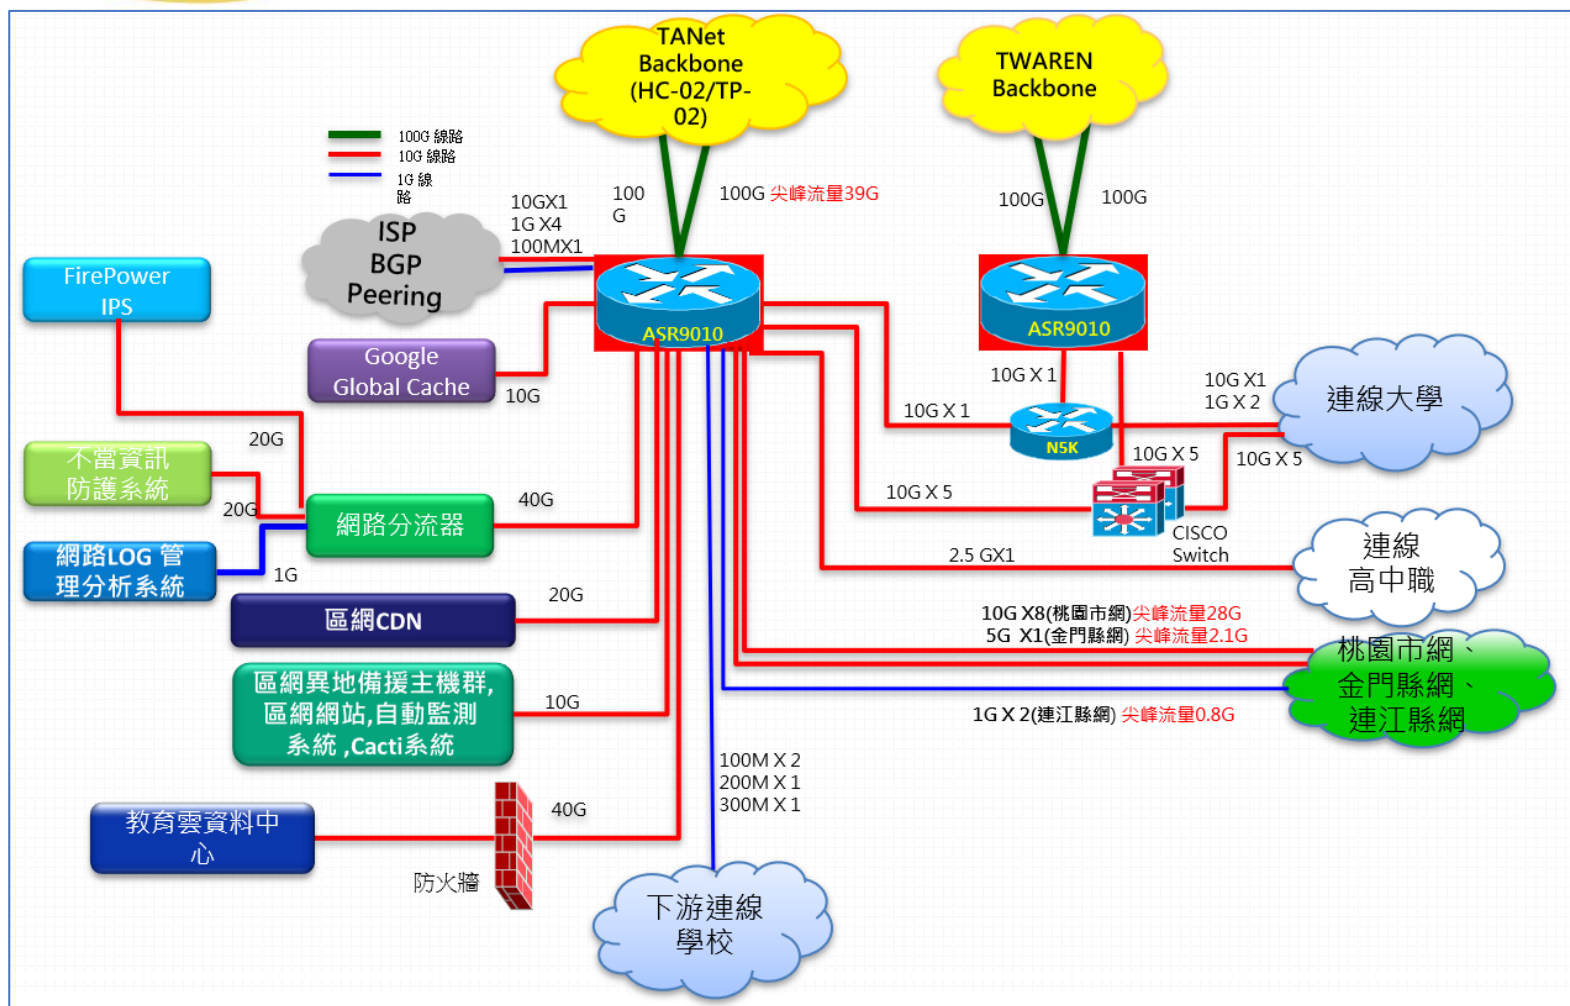 TANet
Backbone
(HC-02/TP-
02)
TWAREN
Backbone
100G 線路
10G 線路
1G 線
路
10GX1
1G X4
100MX1
100
G
100G 尖峰流量39G
100G
100G
ISP
BGP
Peering
FirePower
IPS
ASR9010
ASR9010
Google
Global Cache
10G
10G X 1
10G X 1
N5K
10G X1
1G X 2
連線大學
20G
不當資訊
防護系統
20G
40G
網路分流器
10G X 5
10G X 5
10G X 5
CISCO
Switch
網路LOG 管
理分析系統
1G
2.5 GX1
連線
高中職
20G
區網CDN
10G X8(桃園市網)尖峰流量28G
5G X1(金門縣網) 尖峰流量2.1G
桃園市網、
金門縣網、
連江縣網
區網異地備援主機群,
區網網站,自動監測
系統 ,Cacti系統
10G
1G X 2(連江縣網) 尖峰流量0.8G
100M X 2
200M X 1
300M X 1
教育雲資料中
心
40G
防火牆
下游連線
學校